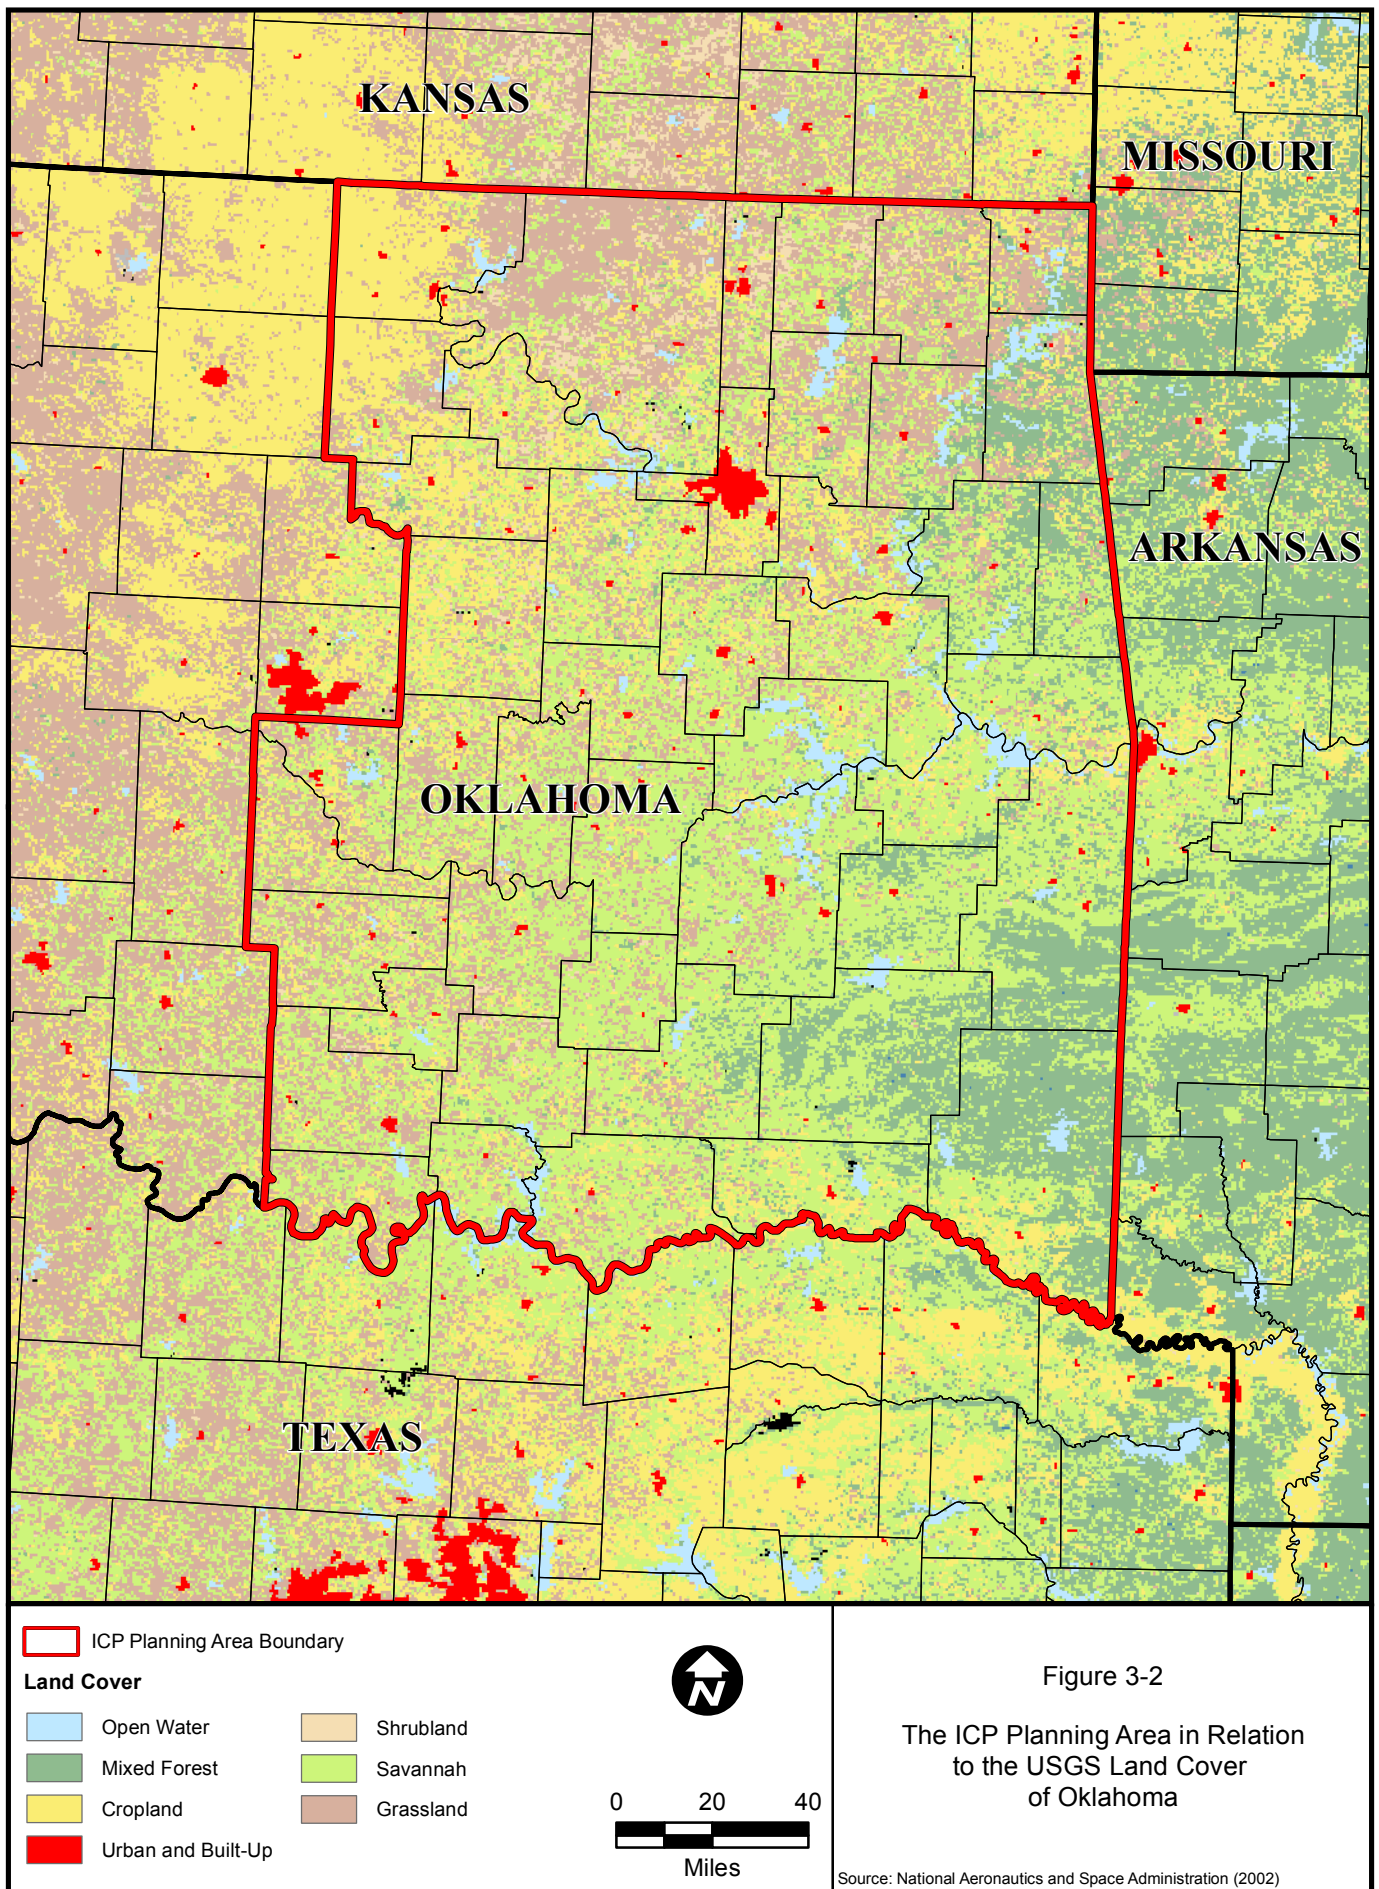 KANSAS
MISSOURI
ARKANSAS
OKLAHOMA
TEXAS
ICP Planning Area Boundary
Land Cover
Open Water
Mixed Forest
Cropland
Urban and Built-Up
Shrubland
Savannah
Grassland
N
0 20 40
Miles
Figure 3-2
The ICP Planning Area in Relation
to the USGS Land Cover
of Oklahoma
Source: National Aeronautics and Space Administration (2002)